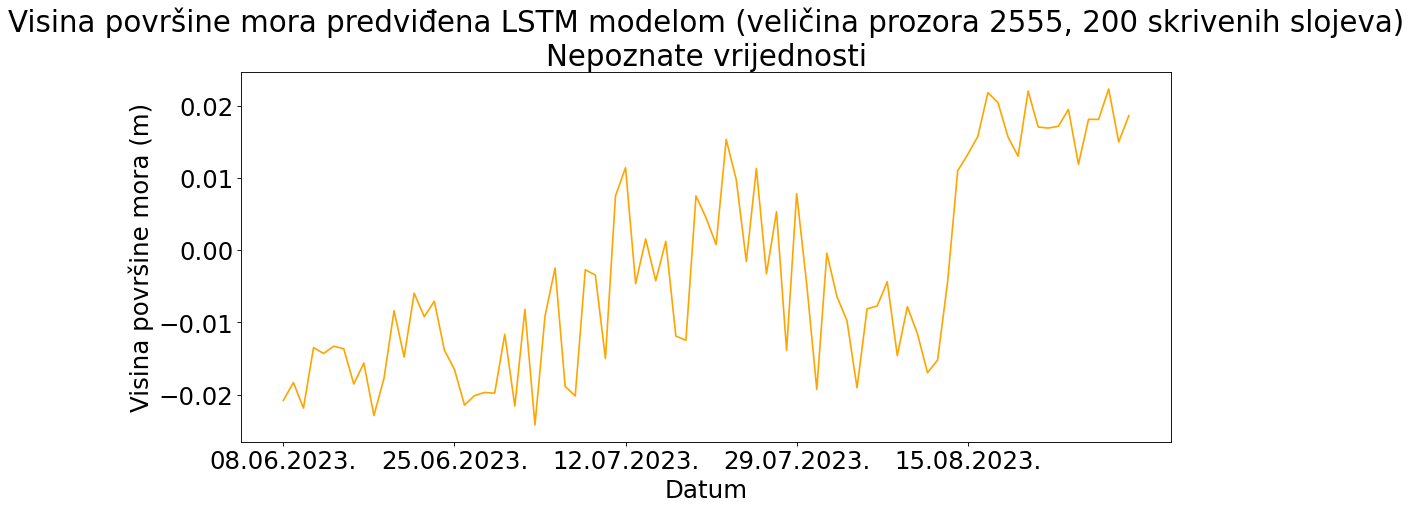 Visina površine mora predviđena LSTM modelom (veličina prozora 2555, 200 skrivenih slojeva)
Nepoznate vrijednosti
Visina površine mora (m)
0.02
0.01
0.00
−0.01
−0.02
08.06.2023. 25.06.2023. 12.07.2023. 29.07.2023. 15.08.2023.
Datum